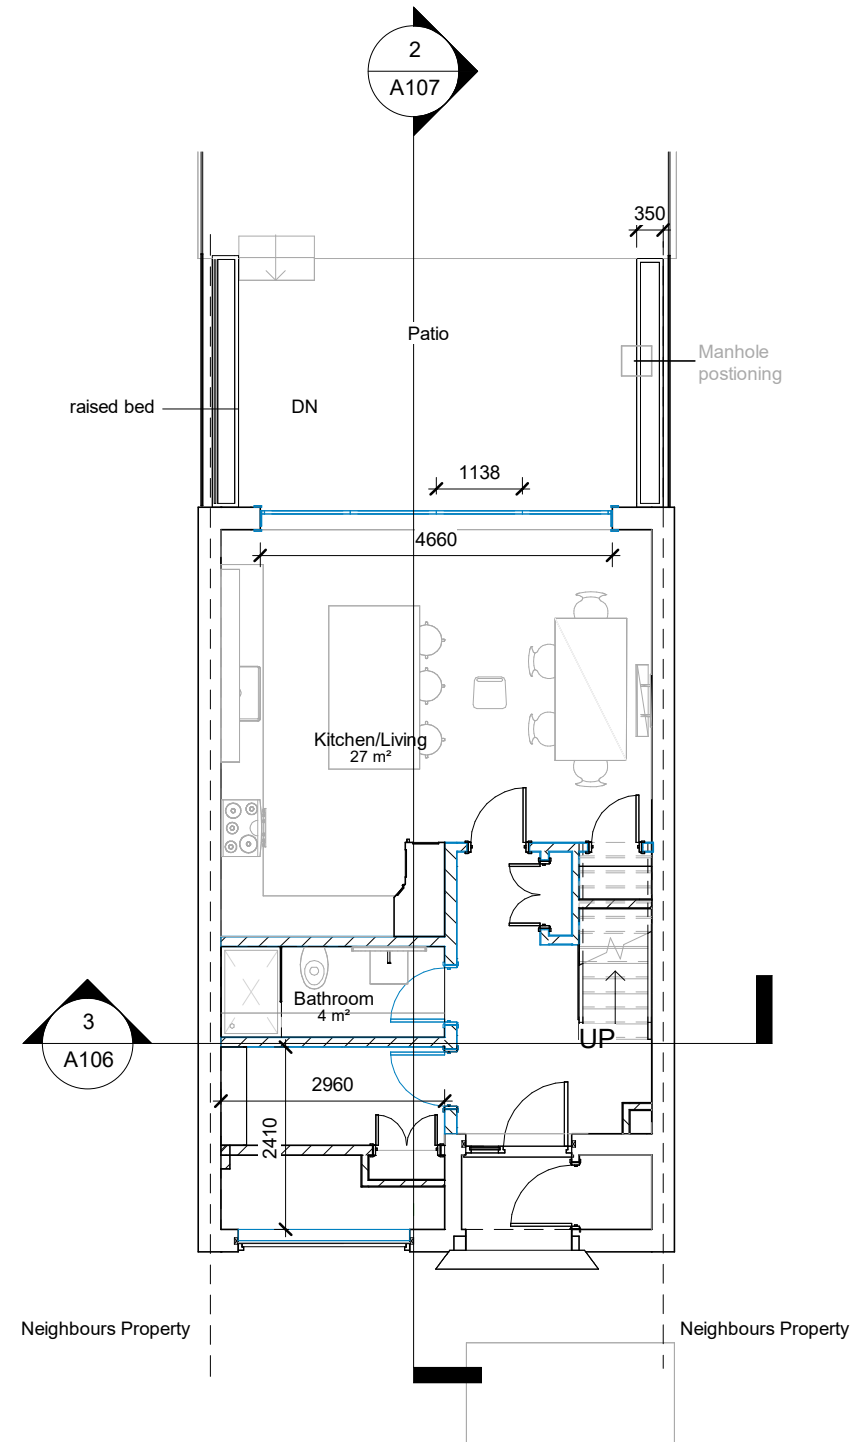 2
A107
350
Patio
Manhole
postioning
raised bed
DN
1138
4660
Kitchen/Living
27 m²
Bathroom
4 m²
3
A106
UP
2960
2410
Neighbours Property
Neighbours Property